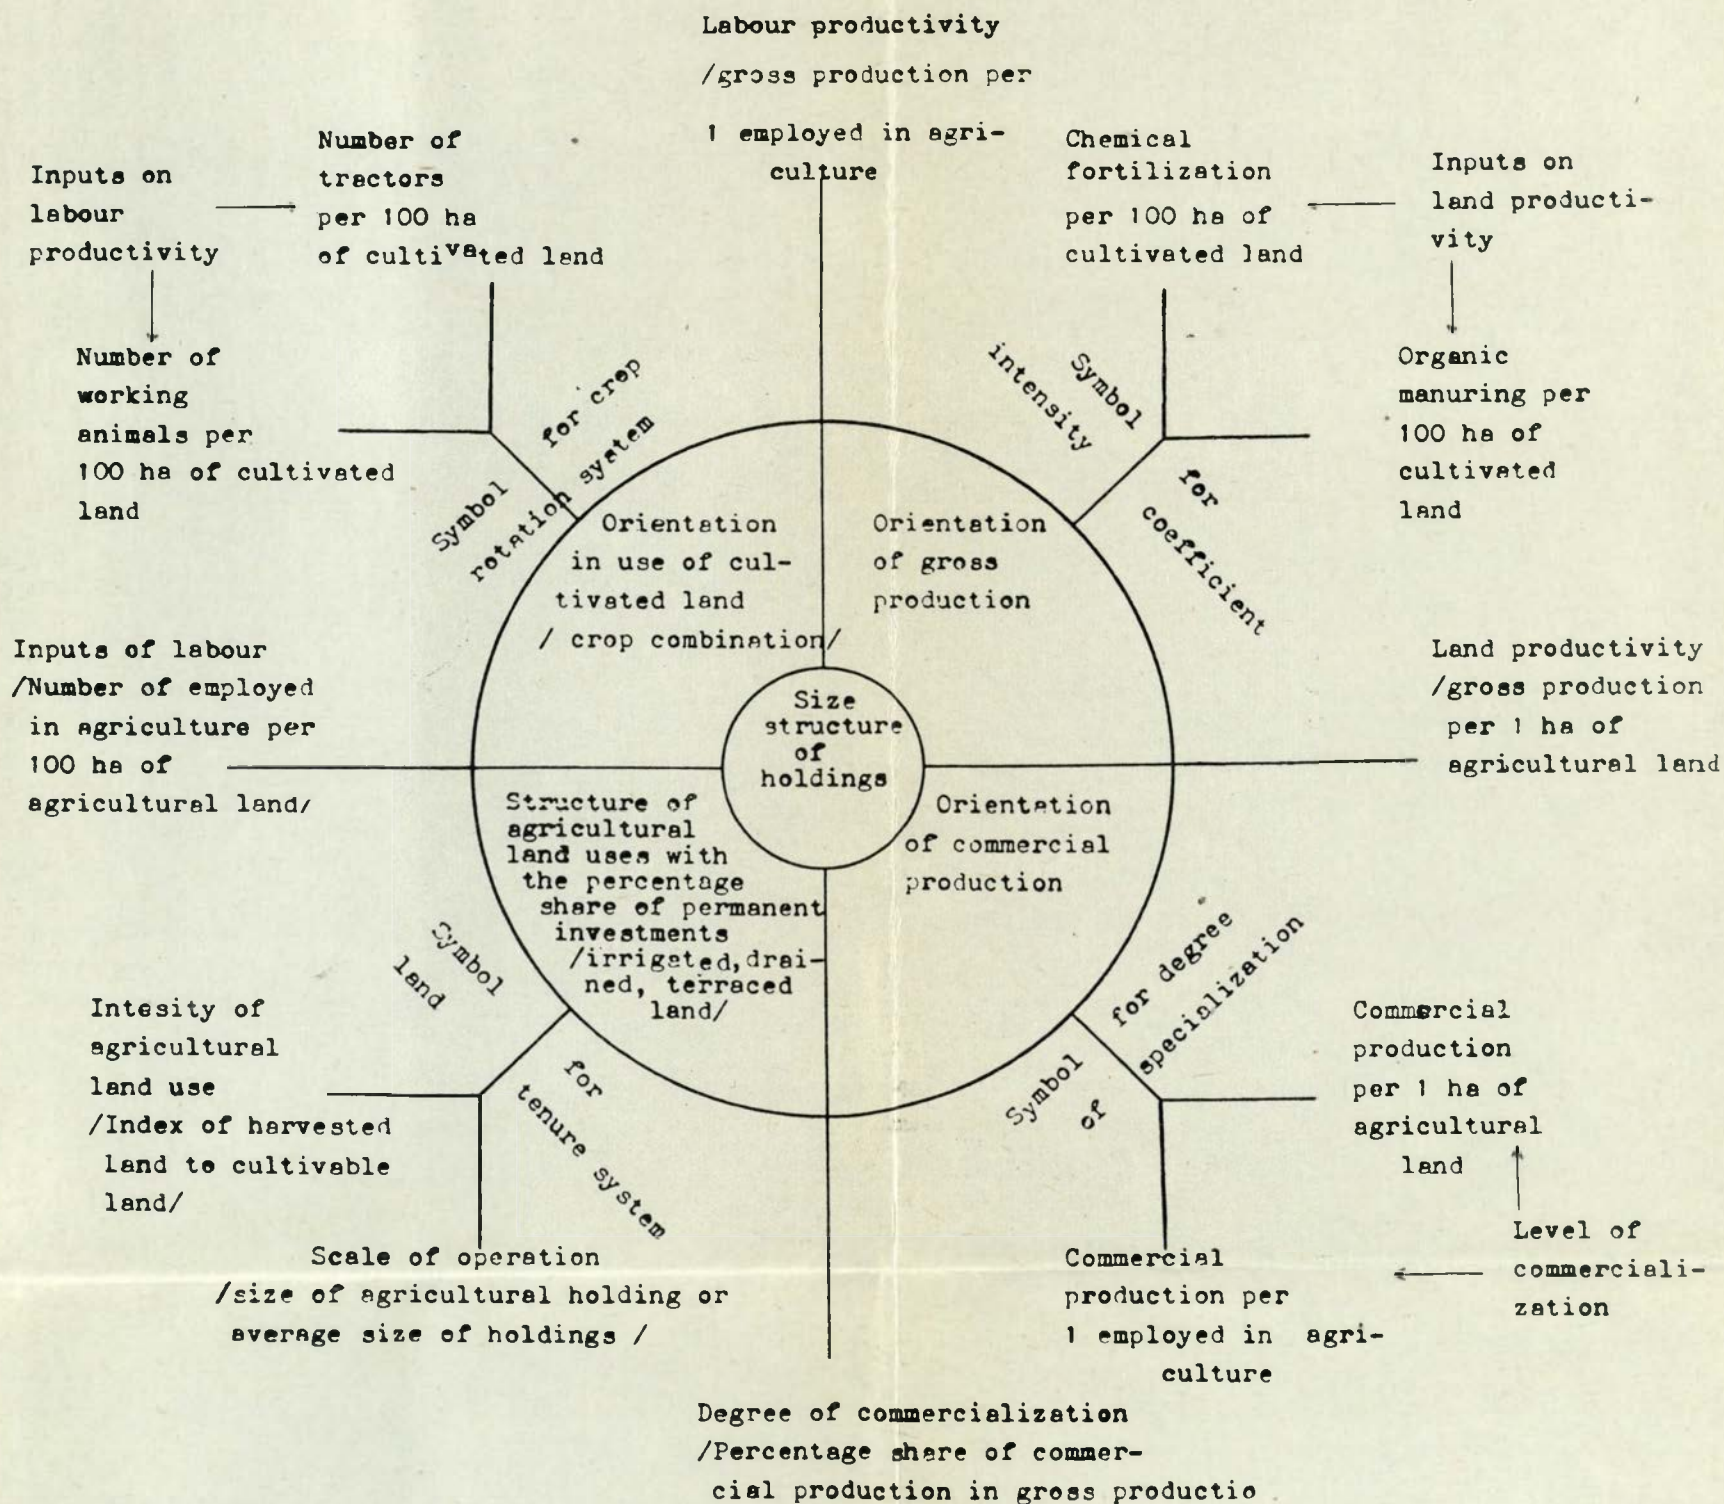 Labour productivity
/gross production per
1 employed in agri-
culture
Inputs on
labour
productivity
Number of
tractors
per 100 ha
of cultivated land
Number of
working
animals per
100 ha of cultivated
land
Chemical
fortilization
per 100 ha of
cultivated land
Inputs on
land producti-
vity
Organic
manuring per
100 ha of
cultivated
land
Symbol for crop
rotation system
Symbol for
intensity coefficient
Orientation
in use of cul-
tivated land
/ crop combination/
Orientation
of gross
production
Inputs of labour
/Number of employed
in agriculture per
100 ha of
agricultural land/
Size
structure
of
holdings
Land productivity
/gross production
per 1 ha of
agricultural land
Structure of
agricultural
land uses with
the percentage
share of permanent
investments
/irrigated, drai-
ned, terraced
land/
Orientation
of commercial
production
Symbol for
land tenure system
Symbol for degree
of specialization
Intesity of
agricultural
land use
/Index of harvested
Land to cultivable
land/
Scale of operation
/size of agricultural holding or
average size of holdings /
Commercial
production
per 1 ha of
agricultural
land
Commercial
production per
1 employed in agri-
culture
Level of
commerciali-
zation
Degree of commercialization
/Percentage share of commer-
cial production in gross productio